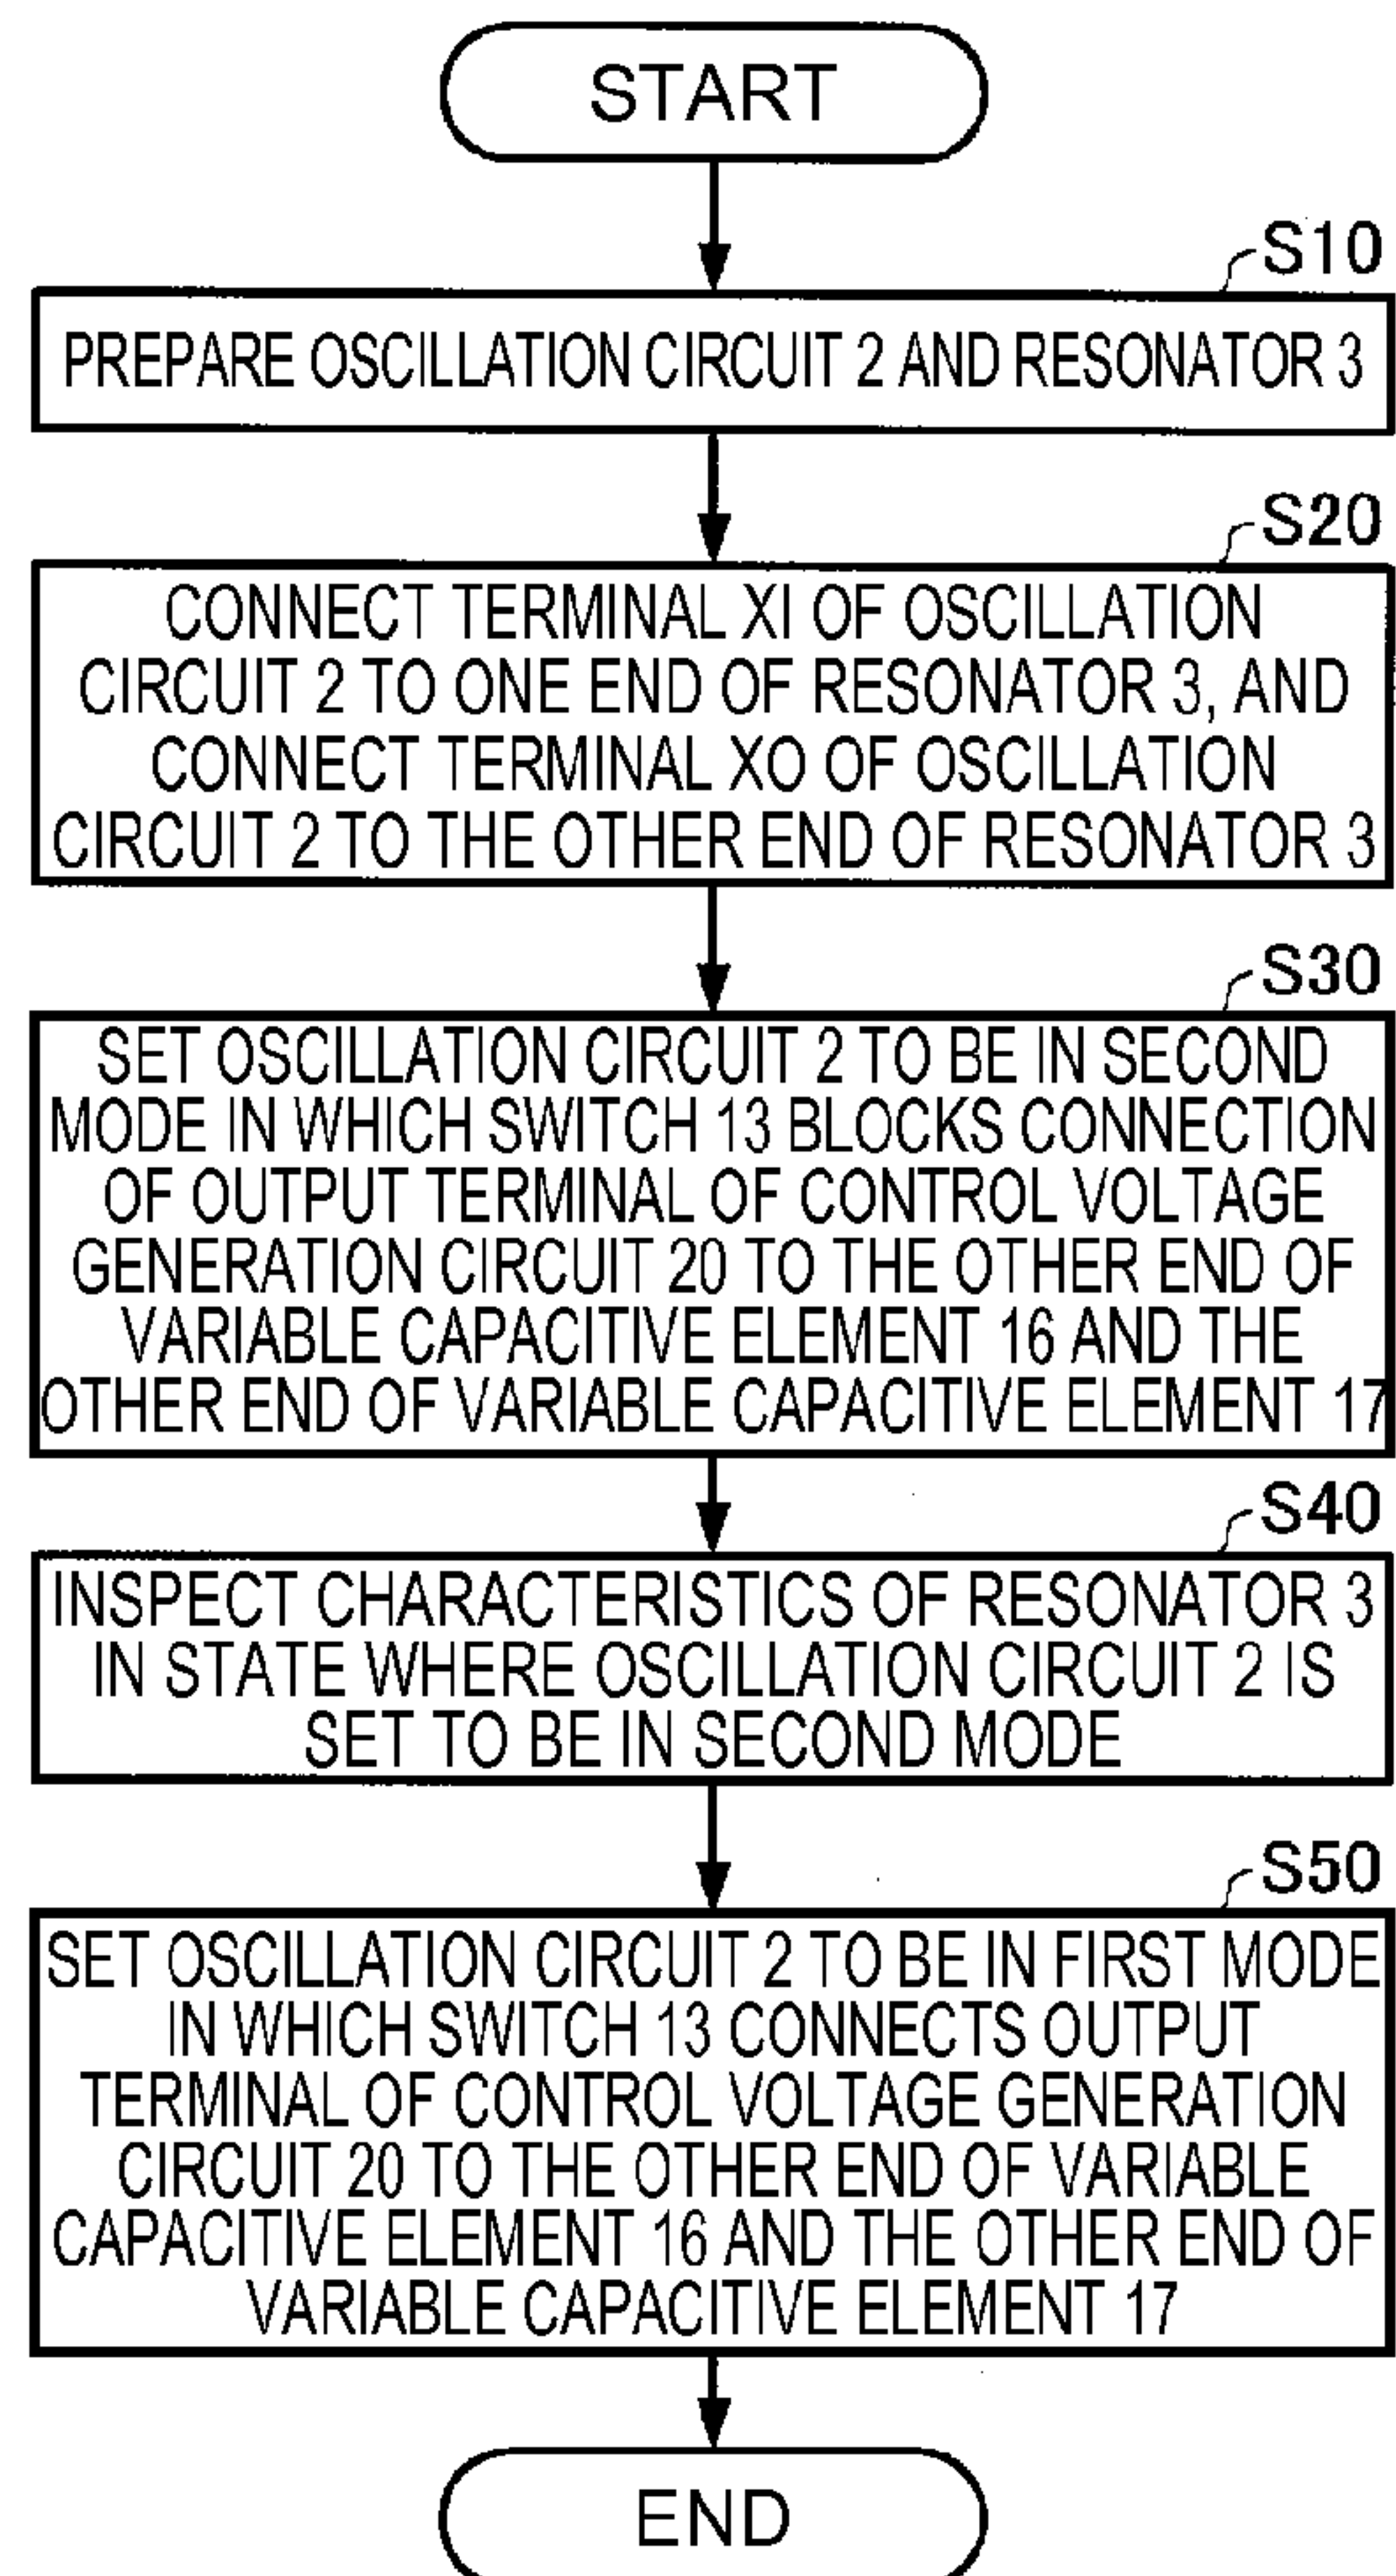 START
S10
PREPARE OSCILLATION CIRCUIT 2 AND RESONATOR 3
S20
CONNECT TERMINAL XI OF OSCILLATION
CIRCUIT 2 TO ONE END OF RESONATOR 3, AND
CONNECT TERMINAL XO OF OSCILLATION
CIRCUIT 2 TO THE OTHER END OF RESONATOR 3
S30
SET OSCILLATION CIRCUIT 2 TO BE IN SECOND
MODE IN WHICH SWITCH 13 BLOCKS CONNECTION
OF OUTPUT TERMINAL OF CONTROL VOLTAGE
GENERATION CIRCUIT 20 TO THE OTHER END OF
VARIABLE CAPACITIVE ELEMENT 16 AND THE
OTHER END OF VARIABLE CAPACITIVE ELEMENT 17
S40
INSPECT CHARACTERISTICS OF RESONATOR 3
IN STATE WHERE OSCILLATION CIRCUIT 2 IS
SET TO BE IN SECOND MODE
S50
SET OSCILLATION CIRCUIT 2 TO BE IN FIRST MODE
IN WHICH SWITCH 13 CONNECTS OUTPUT
TERMINAL OF CONTROL VOLTAGE GENERATION
CIRCUIT 20 TO THE OTHER END OF VARIABLE
CAPACITIVE ELEMENT 16 AND THE OTHER END OF
VARIABLE CAPACITIVE ELEMENT 17
END